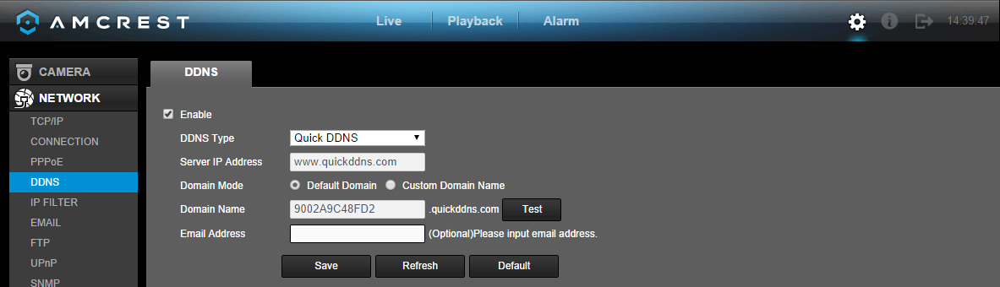 AMCREST Live Playback Alarm 14:39:47
CAMERA
NETWORK
TCP/IP
CONNECTION
PPPoE
DDNS
IP FILTER
EMAIL
FTP
UPnP
SNMP
DDNS
Enable
DDNS Type Quick DDNS
Server IP Address www.quickddns.com
Domain Mode Default Domain Custom Domain Name
Domain Name 9002A9C48FD2 .quickddns.com Test
Email Address (Optional)Please input email address.
Save Refresh Default